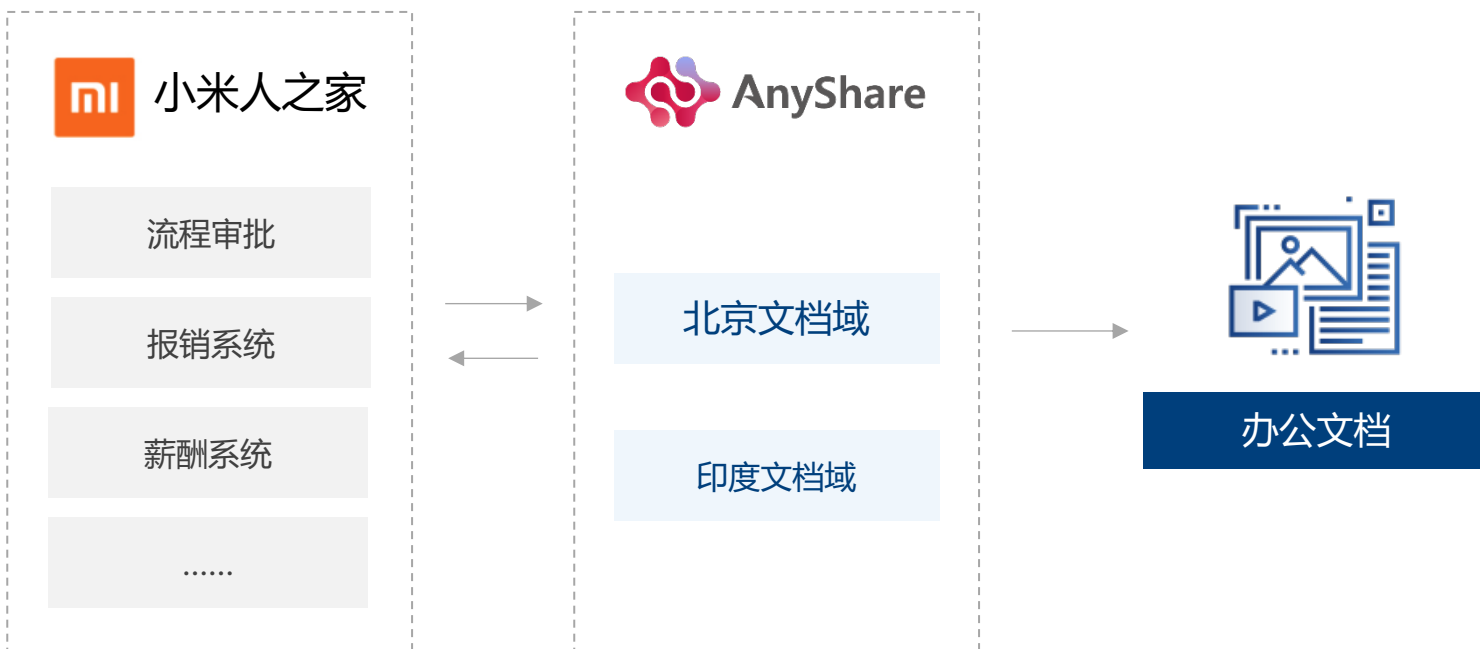 mi
小米人之家
流程审批
报销系统
薪酬系统
......
AnyShare
北京文档域
印度文档域
办公文档